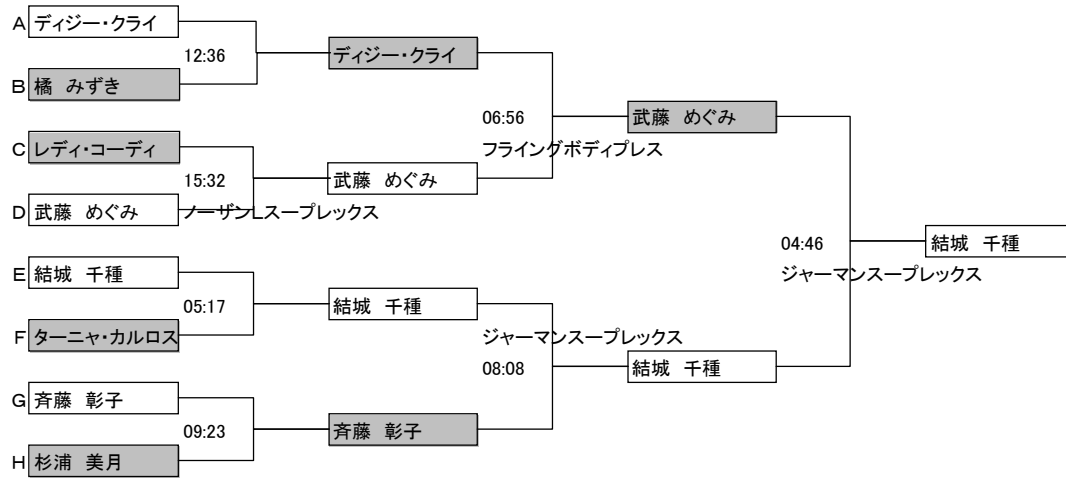 A ディジー・クライ
12:36
B 橘 みずき
ディジー・クライ
C レディ・コーディ
15:32
D 武藤 めぐみ
ノーザンLスープレックス
武藤 めぐみ
06:56
フライングボディプレス
武藤 めぐみ
E 結城 千種
05:17
F ターニャ・カルロス
結城 千種
G 斉藤 彰子
09:23
H 杉浦 美月
斉藤 彰子
ジャーマンスープレックス
08:08
結城 千種
04:46
ジャーマンスープレックス
結城 千種